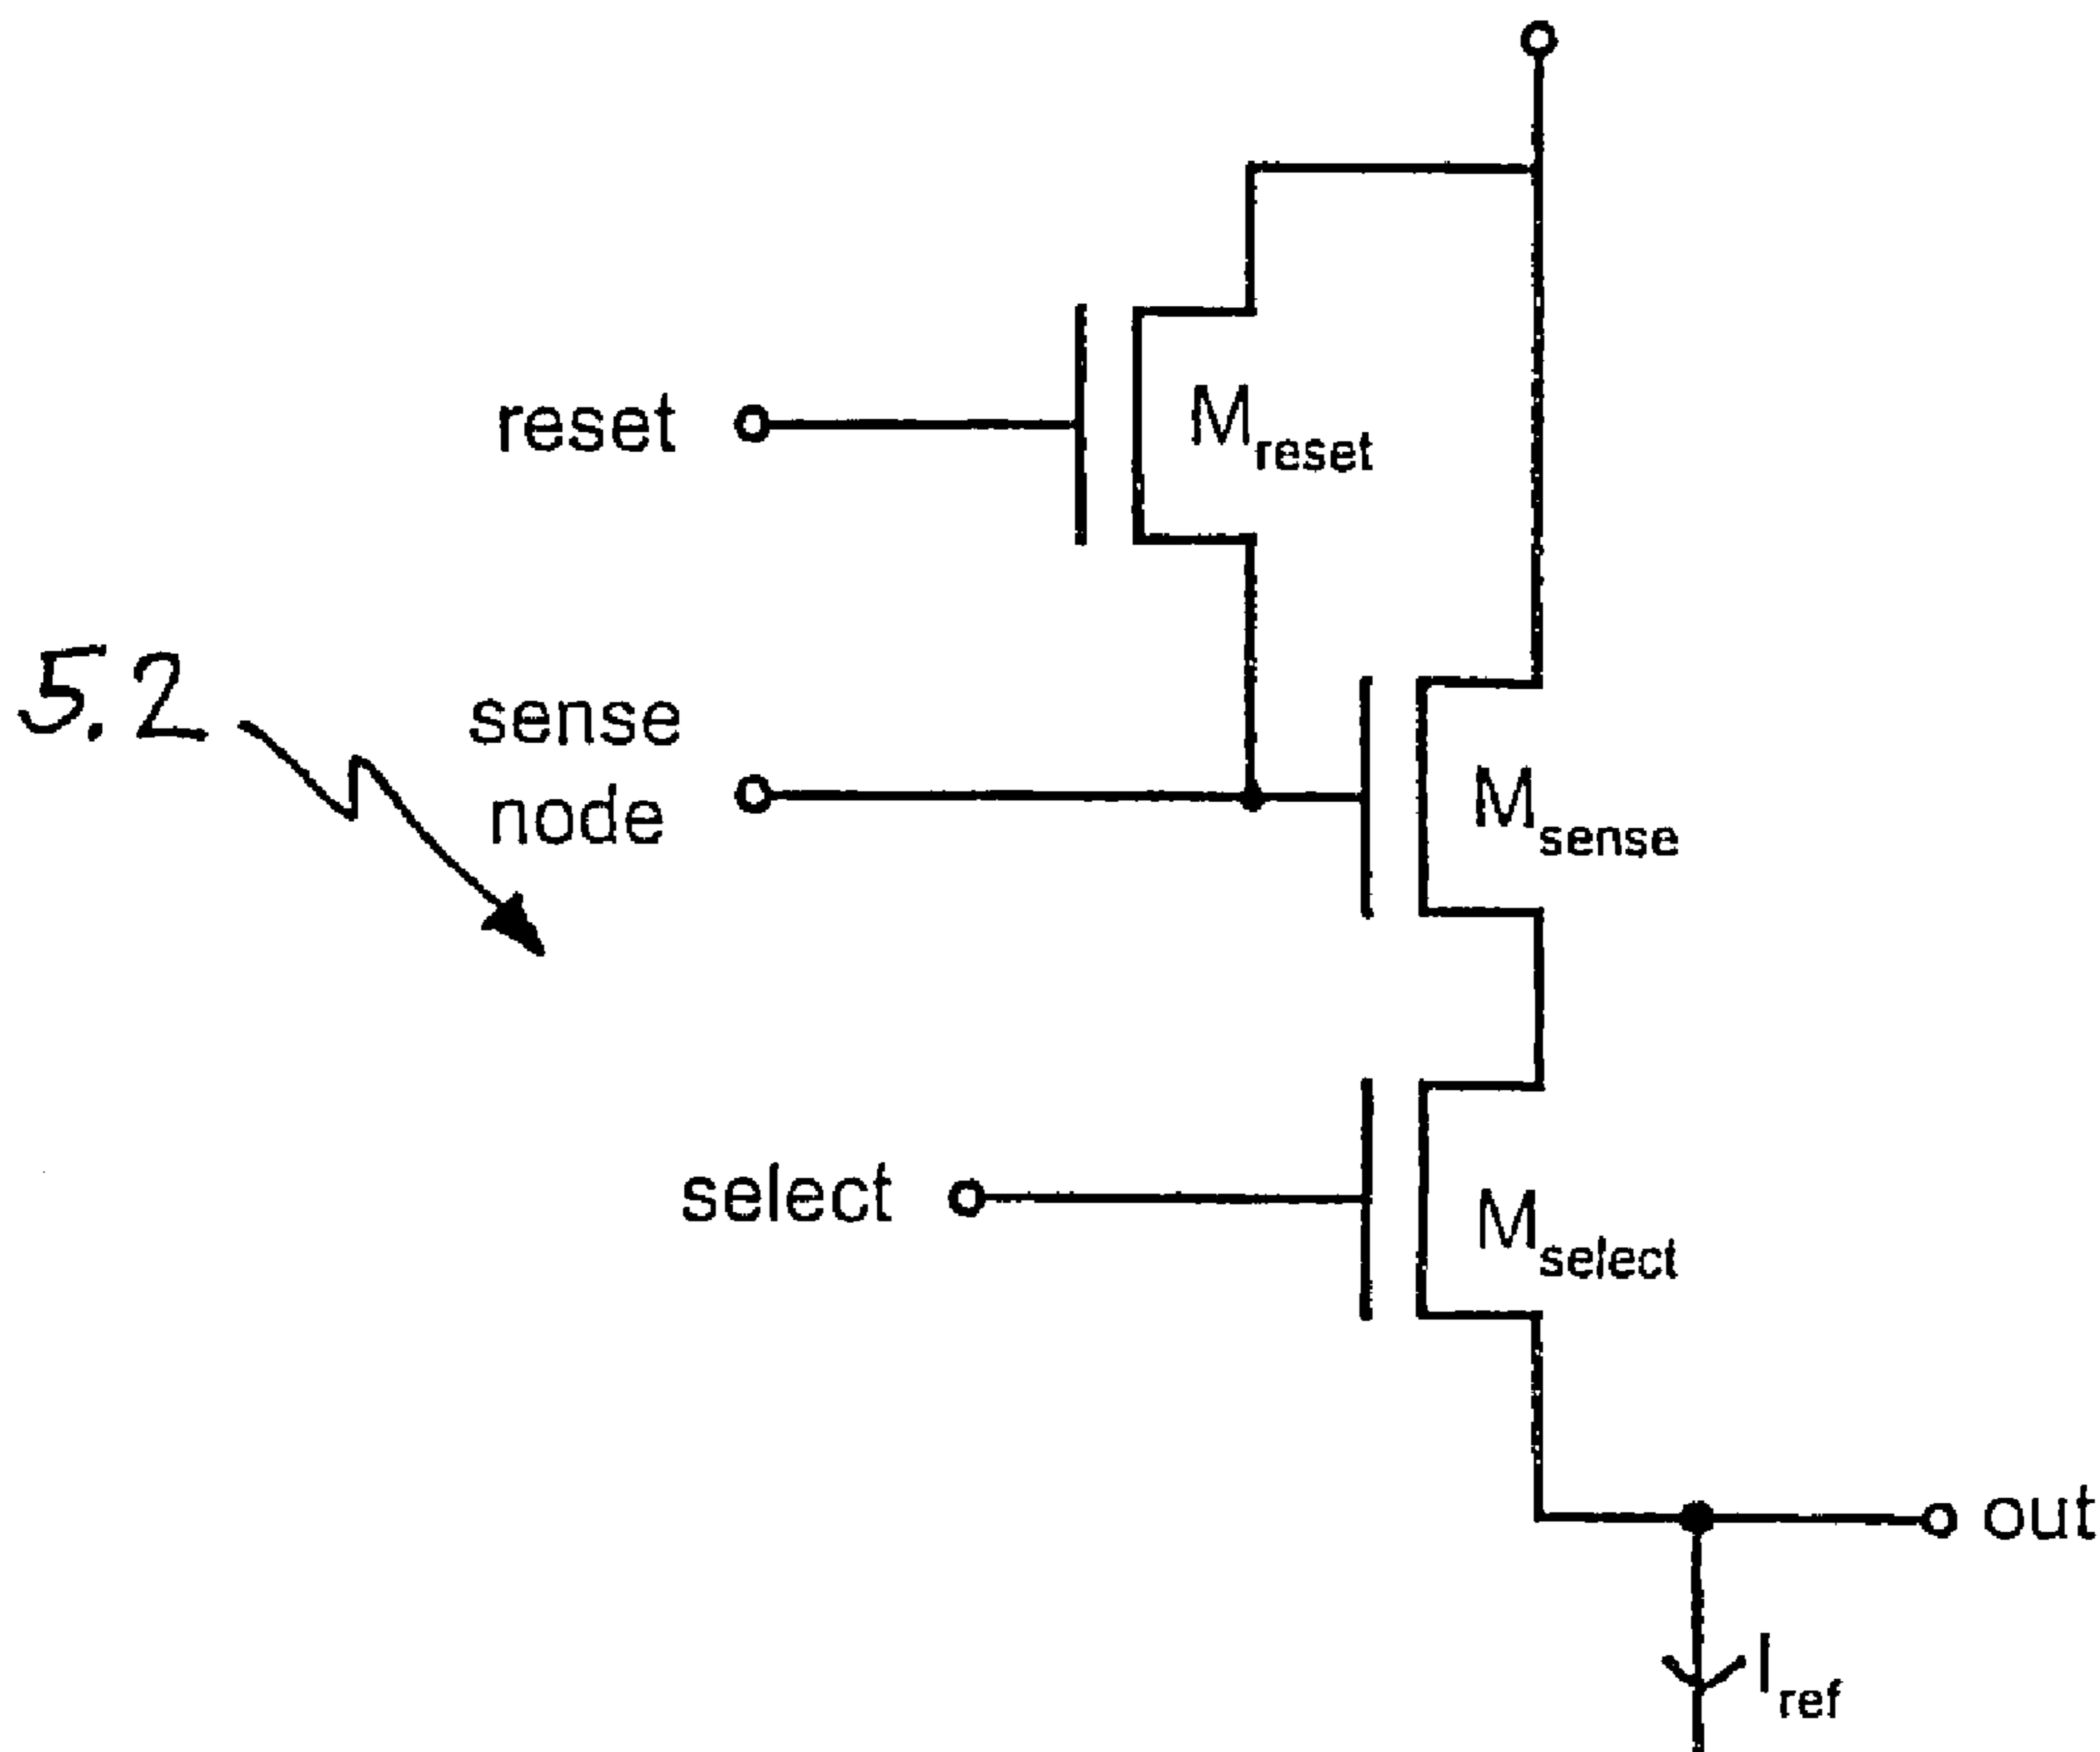 reset
M_reset
5.2
sense
node
M_sense
select
M_select
out
I_ref